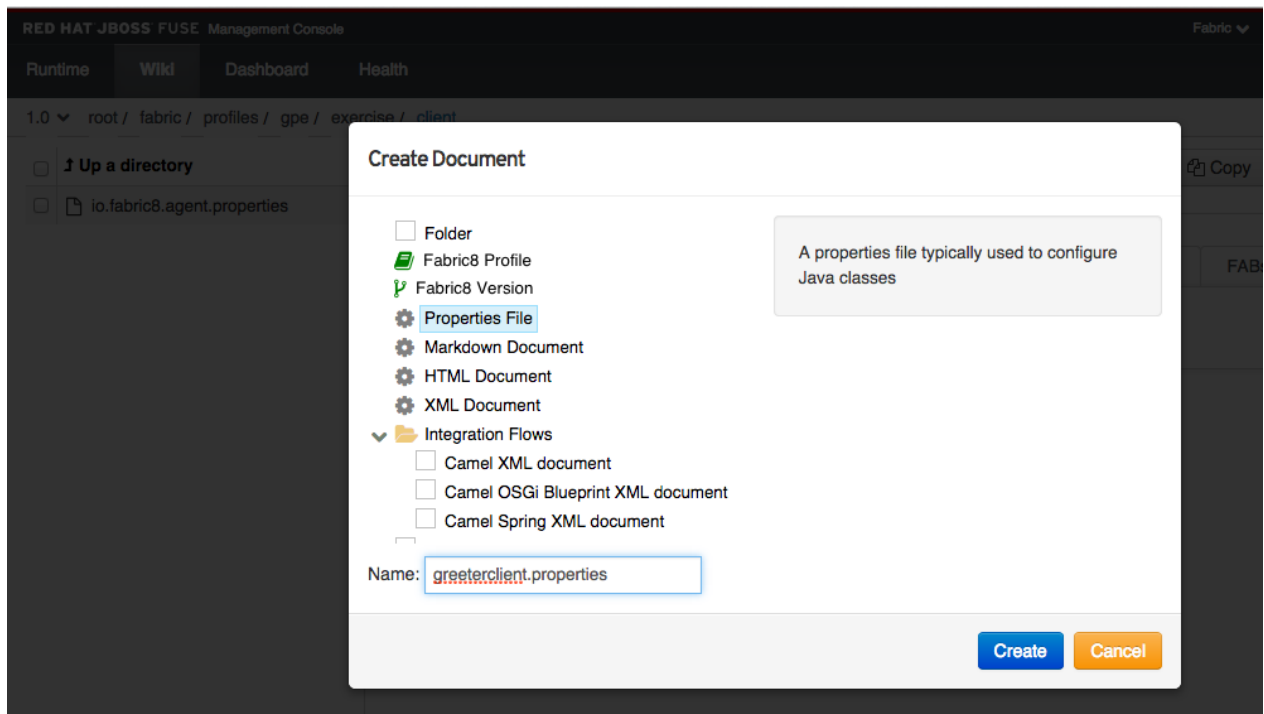 RED HAT JBOSS FUSE Management Console
Fabric
Runtime Wiki Dashboard Health
1.0 root / fabric / profiles / gpe / exercise / client
Up a directory
io.fabric8.agent.properties
Copy
FABs
Create Document
Folder
Fabric8 Profile
Fabric8 Version
Properties File
Markdown Document
HTML Document
XML Document
Integration Flows
Camel XML document
Camel OSGi Blueprint XML document
Camel Spring XML document
A properties file typically used to configure
Java classes
Name: greeterclient.properties
Create Cancel